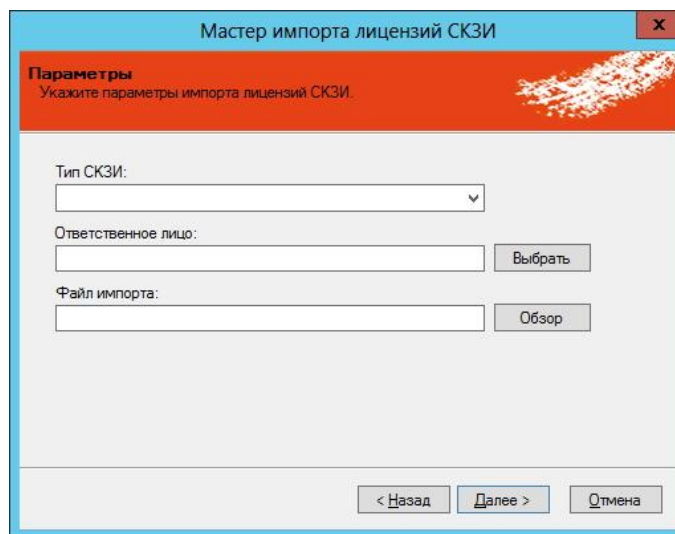 Мастер импорта лицензий СКЗИ
x
Параметры
Укажите параметры импорта лицензий СКЗИ.
Тип СКЗИ:
Ответственное лицо:
Выбрать
Файл импорта:
Обзор
< Назад
Далее >
Отмена